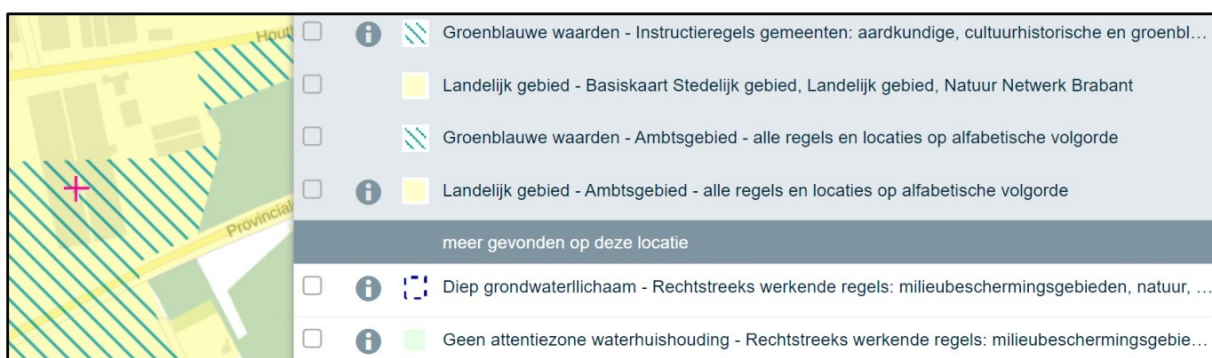 Hout
Provincial
Groenblauwe waarden - Instructieregels gemeenten: aardkundige, cultuurhistorische en groenbl...
Landelijk gebied - Basiskaart Stedelijk gebied, Landelijk gebied, Natuur Netwerk Brabant
Groenblauwe waarden - Ambtsgebied - alle regels en locaties op alfabetische volgorde
Landelijk gebied - Ambtsgebied - alle regels en locaties op alfabetische volgorde
meer gevonden op deze locatie
Diep grondwaterllichaam - Rechtstreeks werkende regels: milieubeschermingsgebieden, natuur, ...
Geen attentiezone waterhuishouding - Rechtstreeks werkende regels: milieubeschermingsgebie...